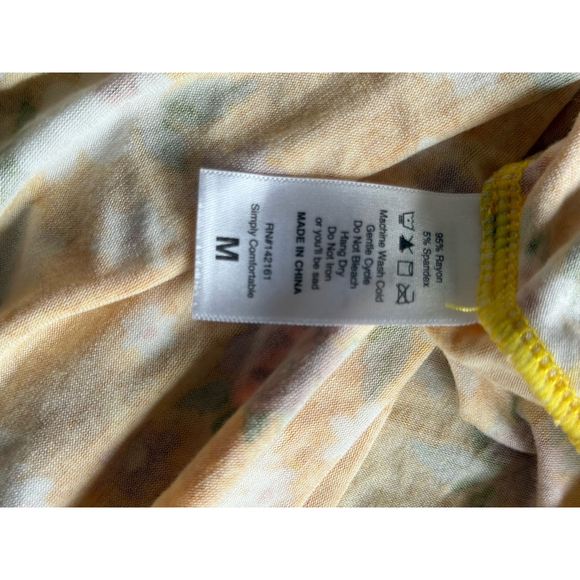 95% Rayon
5% Spandex
Machine Wash Cold
Gentle Cycle
Do Not Bleach
Hang Dry
Do Not Iron
or you'll be sad
MADE IN CHINA
RN#142161
Simply Comfortable
M